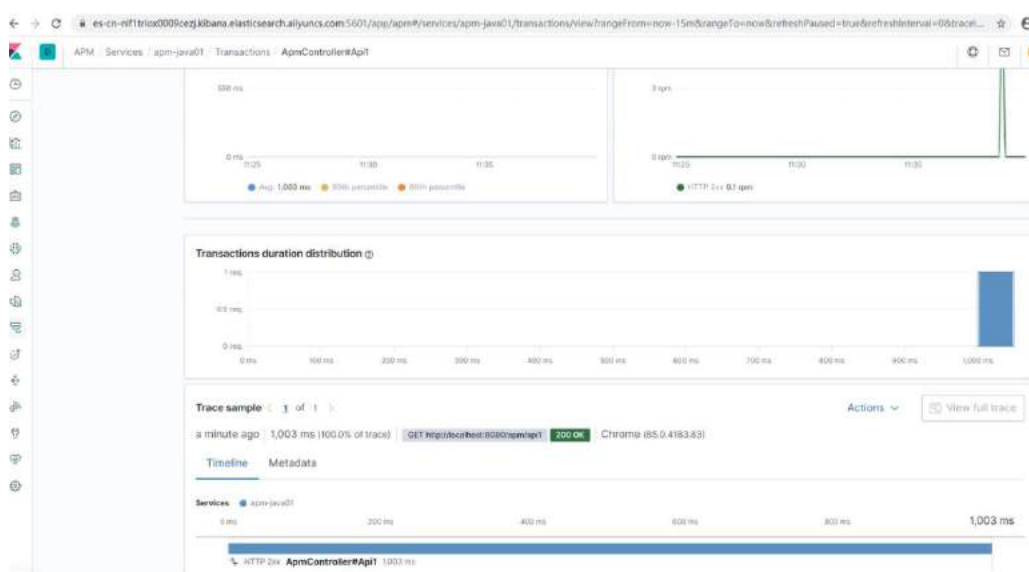 es-cn-nif1triox0009cezj.kibana.elasticsearch.aliyuncs.com:5601/app/apm#/services/apm-java01/transactions/view?rangeFrom=now-15m&rangeTo=now&refreshPaused=true&refreshInterval=0&tracel...
APM / Services / apm-java01 / Transactions / ApmController#Api1
3 rpm
0 ms
11:25 11:30 11:35
0 rpm
11:25 11:30 11:35
Avg. 1,003 ms 95th percentile
HTTP 2xx 0.1 rpm
Transactions duration distribution
1 req.
0.5 req.
0 req.
0 ms 100 ms 200 ms 300 ms 400 ms 500 ms 600 ms 700 ms 800 ms 900 ms 1,000 ms
Trace sample 1 of 1 Actions View full trace
a minute ago 1,003 ms (100.0% of trace) GET http://localhost:8080/apm/api1 200 OK Chrome (85.0.4183.83)
Timeline Metadata
Services apm-java01
0 ms 200 ms 400 ms 600 ms 800 ms 1,003 ms
HTTP 2xx ApmController#Api1 1,003 ms